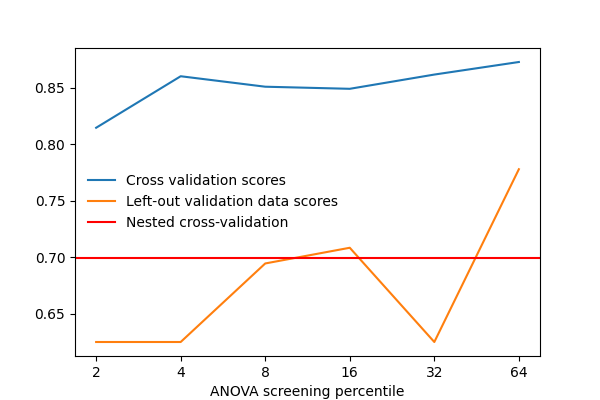 0.85
0.80
0.75
0.70
0.65
Cross validation scores
Left-out validation data scores
Nested cross-validation
2 4 8 16 32 64
ANOVA screening percentile